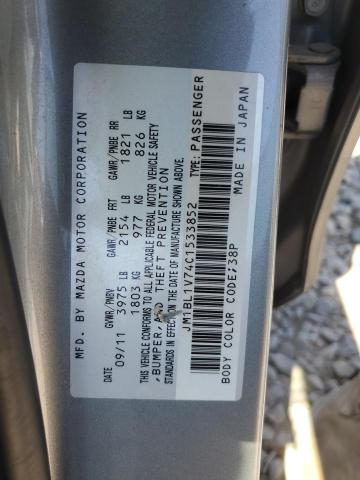 MFD. BY MAZDA MOTOR CORPORATION
DATE GVWR/PNBV GAWR/PNBE FRT GAWR/PNBE RR
09/11 3975 LB 2154 LB 1821 LB
1803 KG 977 KG 826 KG
THIS VEHICLE CONFORMS TO ALL APPLICABLE FEDERAL MOTOR VEHICLE SAFETY
,BUMPER,AND THEFT PREVENTION
STANDARDS IN EFFECT ON THE DATE OF MANUFACTURE SHOWN ABOVE.
JM1BL1V74C1533852 TYPE: PASSENGER
BODY COLOR CODE;38P MADE IN JAPAN